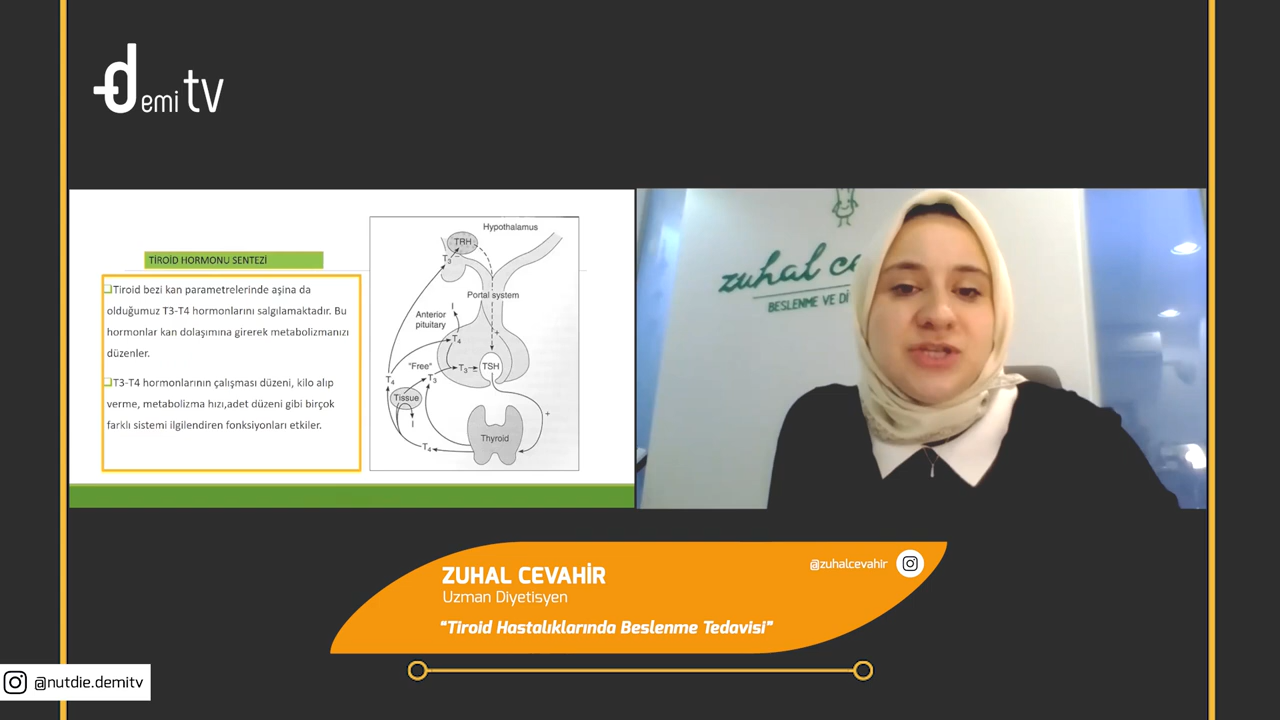 demi tv
TİROİD HORMONU SENTEZİ
Tiroid bezi kan parametrelerinde aşina da
olduğumuz T3-T4 hormonlarını salgılamaktadır. Bu
hormonlar kan dolaşımına girerek metabolizmanızı
düzenler.
T3-T4 hormonlarının çalışması düzeni, kilo alıp
verme, metabolizma hızı,adet düzeni gibi birçok
farklı sistemi ilgilendiren fonksiyonları etkiler.
Hypothalamus
TRH
T3
Portal system
I
Anterior
pituitary
+
T4
"Free"
T3
TSH
T4
T3
Tissue
I
+
Thyroid
T4
zuhal ce
BESLENME VE Dİ
ZUHAL CEVAHİR
@zuhalcevahir
Uzman Diyetisyen
“Tiroid Hastalıklarında Beslenme Tedavisi”
@nutdie.demitv